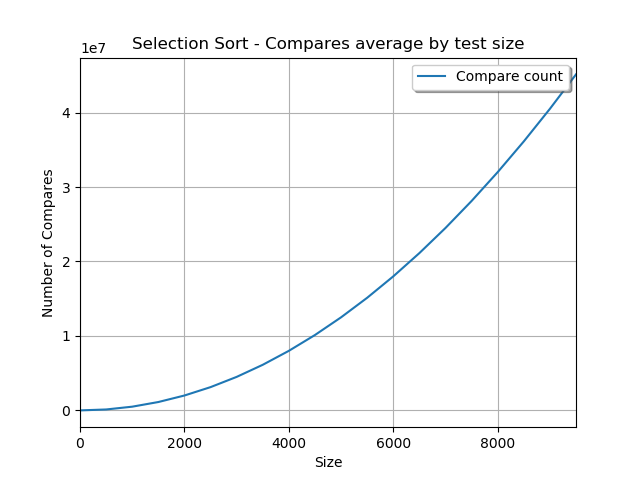 Selection Sort - Compares average by test size
1e7
Compare count
4
3
2
1
0
Number of Compares
0 2000 4000 6000 8000
Size